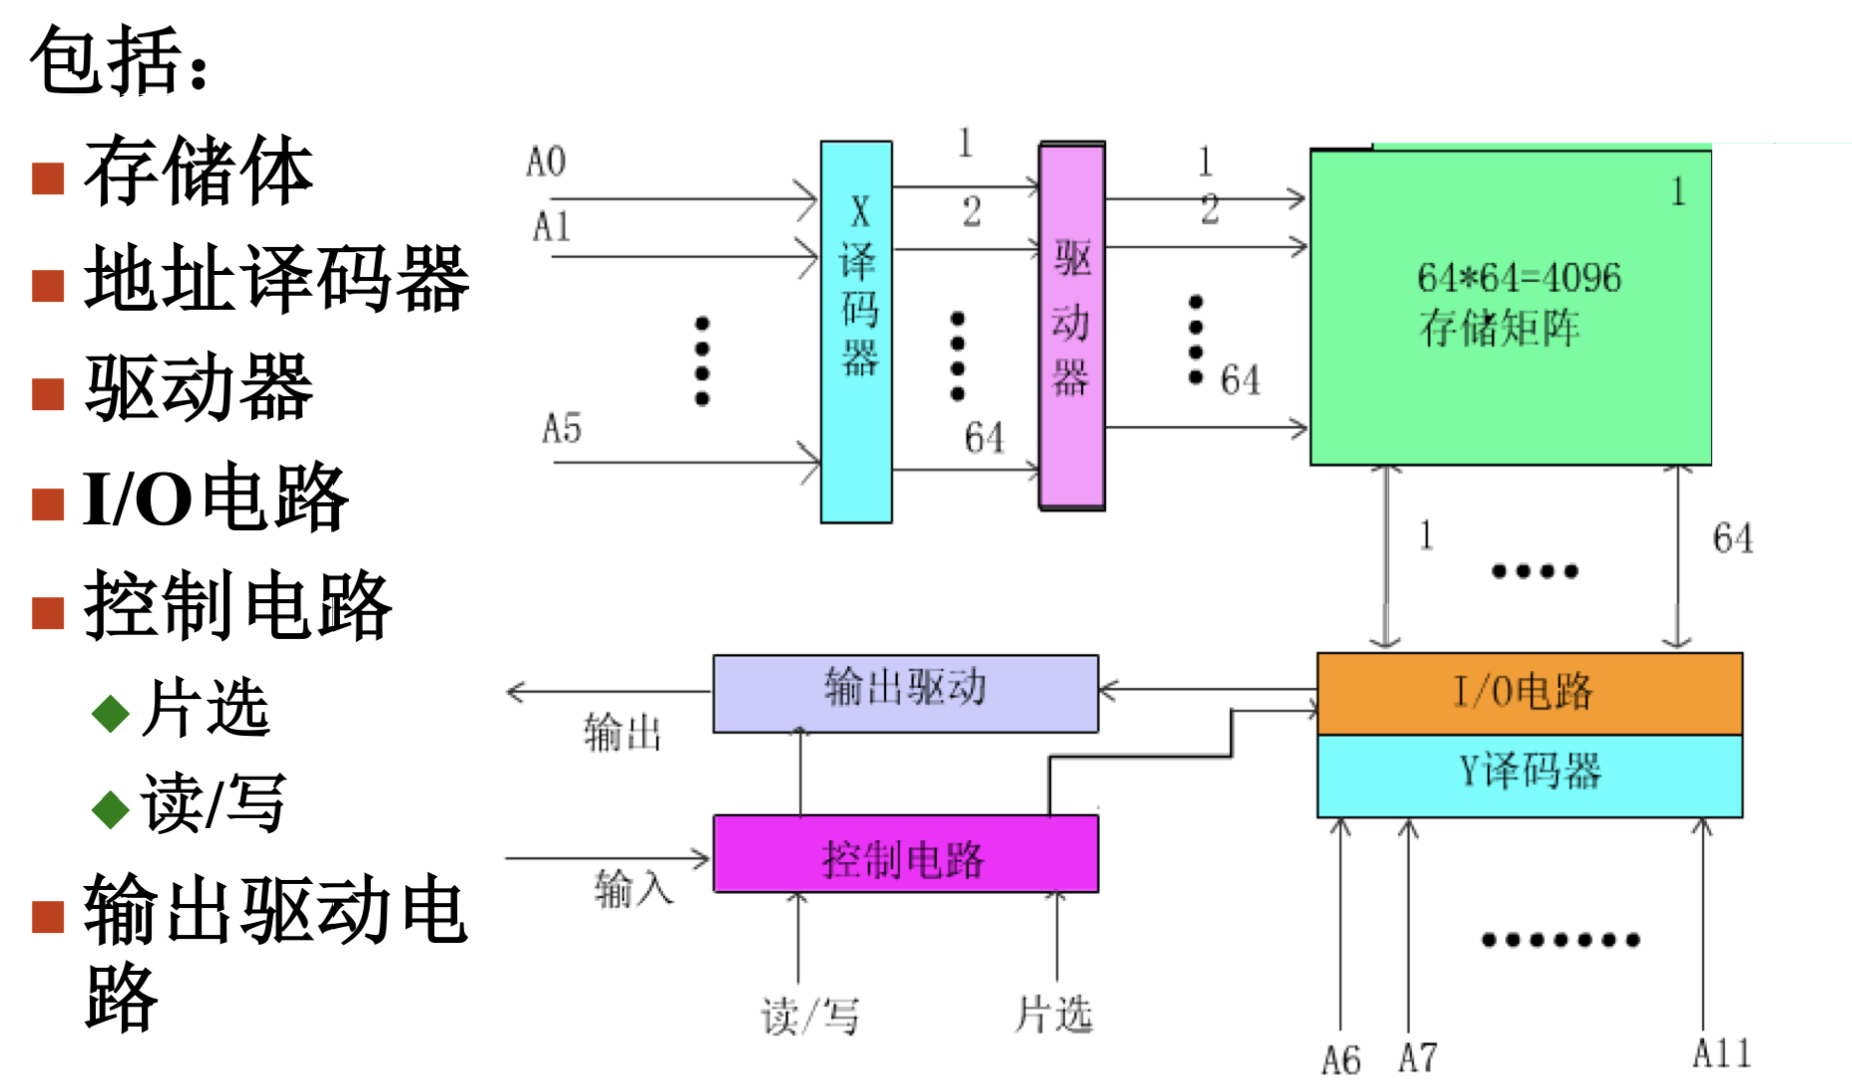 包括：
存储体
地址译码器
驱动器
I/O电路
控制电路
片选
读/写
输出驱动电
路
A0
A1
A5
X
译
码
器
1
2
64
驱
动
器
1
2
64
1
64*64=4096
存储矩阵
1
64
输出
输出驱动
I/O电路
Y译码器
输入
控制电路
读/写
片选
A6
A7
A11